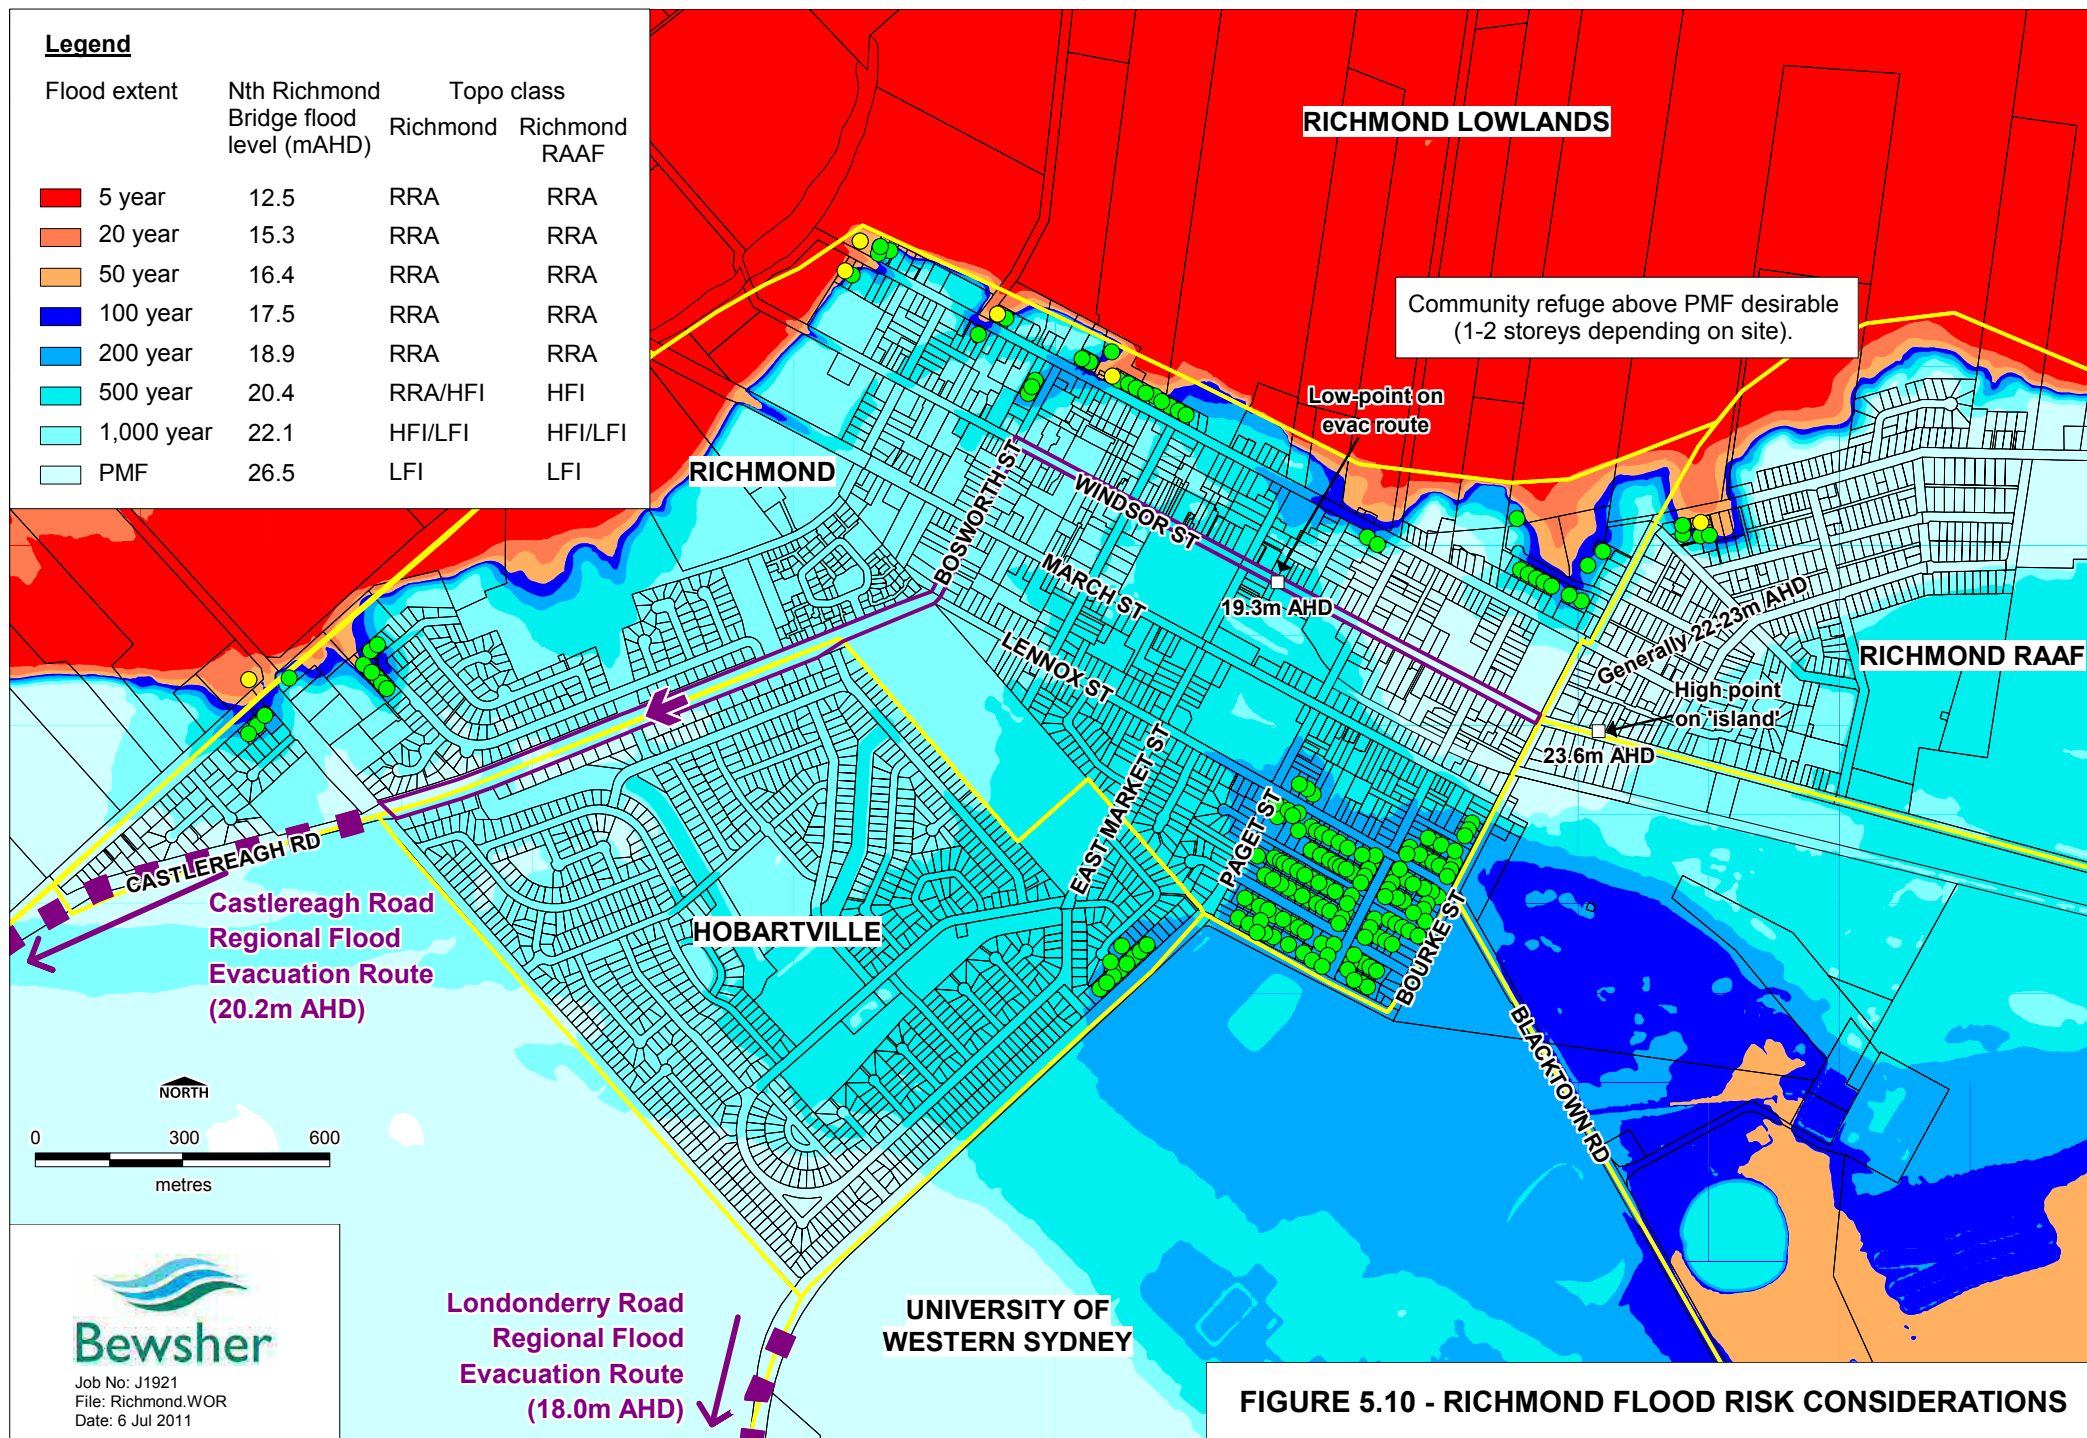 Legend
Flood extent
Nth Richmond
Bridge flood
level (mAHD)
Topo class
Richmond
Richmond
RAAF
5 year 12.5 RRA RRA
20 year 15.3 RRA RRA
50 year 16.4 RRA RRA
100 year 17.5 RRA RRA
200 year 18.9 RRA RRA
500 year 20.4 RRA/HFI HFI
1,000 year 22.1 HFI/LFI HFI/LFI
PMF 26.5 LFI LFI
RICHMOND LOWLANDS
Community refuge above PMF desirable
(1-2 storeys depending on site).
Low-point on
evac route
RICHMOND
BOSWORTH ST
WINDSOR ST
MARCH ST
LENNOX ST
19.3m AHD
Generally 22-23m AHD
RICHMOND RAAF
High point
on 'island'
23.6m AHD
EAST MARKET ST
PAGET ST
BOURKE ST
BLACKTOWN RD
CASTLEREAGH RD
Castlereagh Road
Regional Flood
Evacuation Route
(20.2m AHD)
HOBARTVILLE
NORTH
0 300 600
metres
Londonderry Road
Regional Flood
Evacuation Route
(18.0m AHD)
UNIVERSITY OF
WESTERN SYDNEY
Bewsher
Job No: J1921
File: Richmond.WOR
Date: 6 Jul 2011
FIGURE 5.10 - RICHMOND FLOOD RISK CONSIDERATIONS